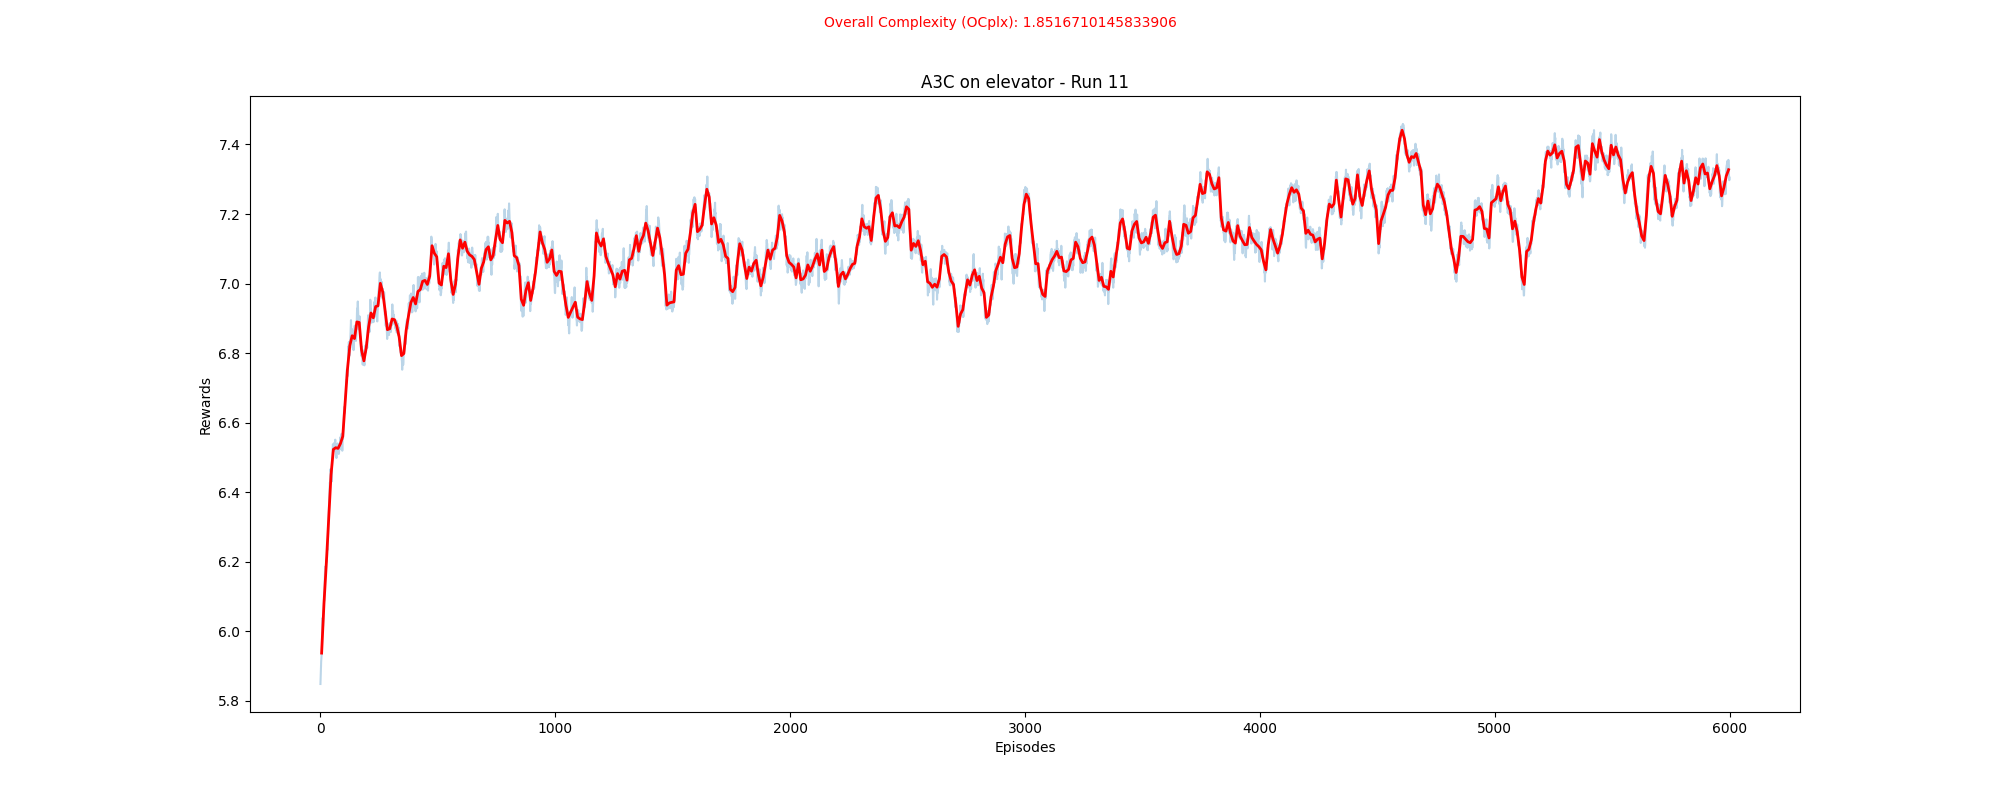 Overall Complexity (OCplx): 1.8516710145833906
A3C on elevator - Run 11
7.4
7.2
7.0
6.8
6.6
6.4
6.2
6.0
5.8
Rewards
0 1000 2000 3000 4000 5000 6000
Episodes